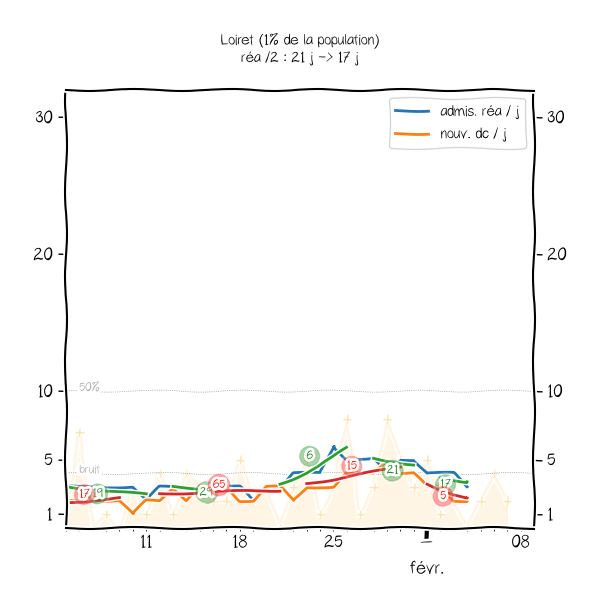 Loiret (1% de la population)
réa /2 : 21 j -> 17 j
admis. réa / j
nouv. dc / j
30 30
20 20
10 10
50%
5 5
bruit
6
15
21
17
65
17 19
5
1 1
11 18 25 1 08
févr.